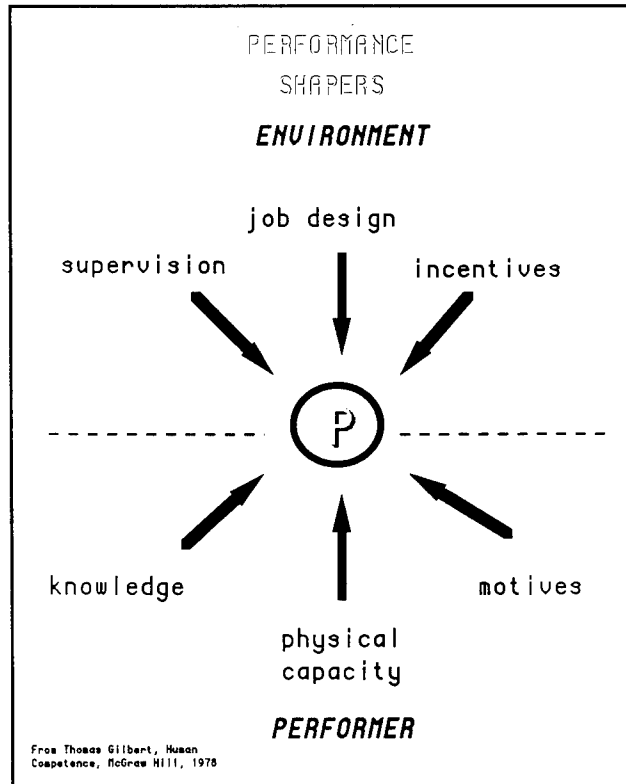 PERFORMANCE
SHAPERS
ENVIRONMENT
job design
supervision
incentives
P
knowledge
motives
physical
capacity
PERFORMER
From Thomas Gilbert, Human
Competence, McGraw Hill, 1978